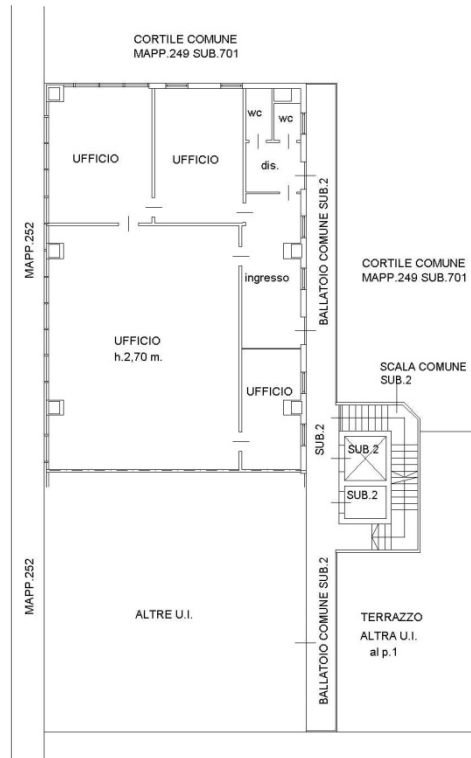 CORTILE COMUNE
MAPP.249 SUB.701
wc
wc
UFFICIO
UFFICIO
dis.
BALLATOIO COMUNE SUB.2
MAPP.252
CORTILE COMUNE
MAPP.249 SUB.701
ingresso
UFFICIO
h.2,70 m.
SCALA COMUNE
SUB.2
UFFICIO
SUB.2
SUB.2
SUB.2
MAPP.252
BALLATOIO COMUNE SUB.2
ALTRE U.I.
TERRAZZO
ALTRA U.I.
al p.1